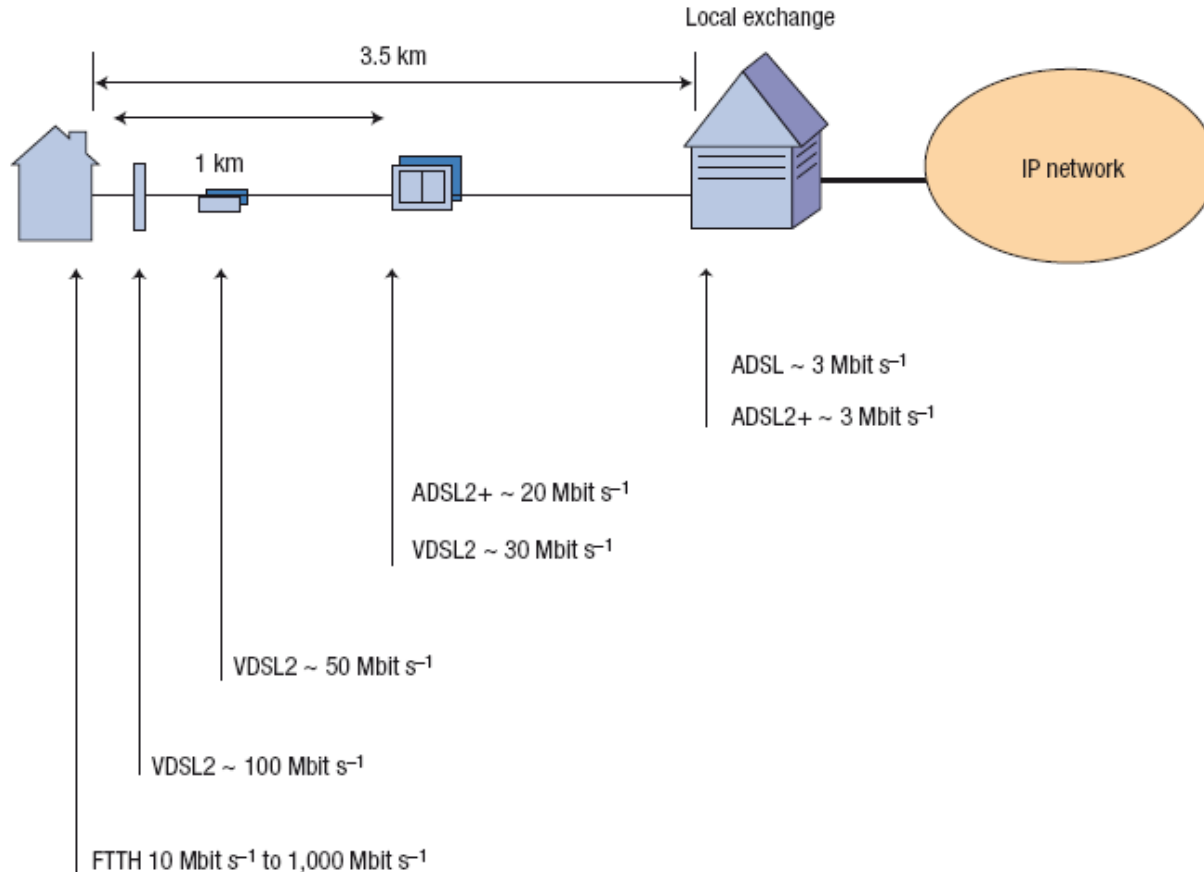 Local exchange
3.5 km
1 km
IP network
ADSL ~ 3 Mbit s⁻¹
ADSL2+ ~ 3 Mbit s⁻¹
ADSL2+ ~ 20 Mbit s⁻¹
VDSL2 ~ 30 Mbit s⁻¹
VDSL2 ~ 50 Mbit s⁻¹
VDSL2 ~ 100 Mbit s⁻¹
FTTH 10 Mbit s⁻¹ to 1,000 Mbit s⁻¹